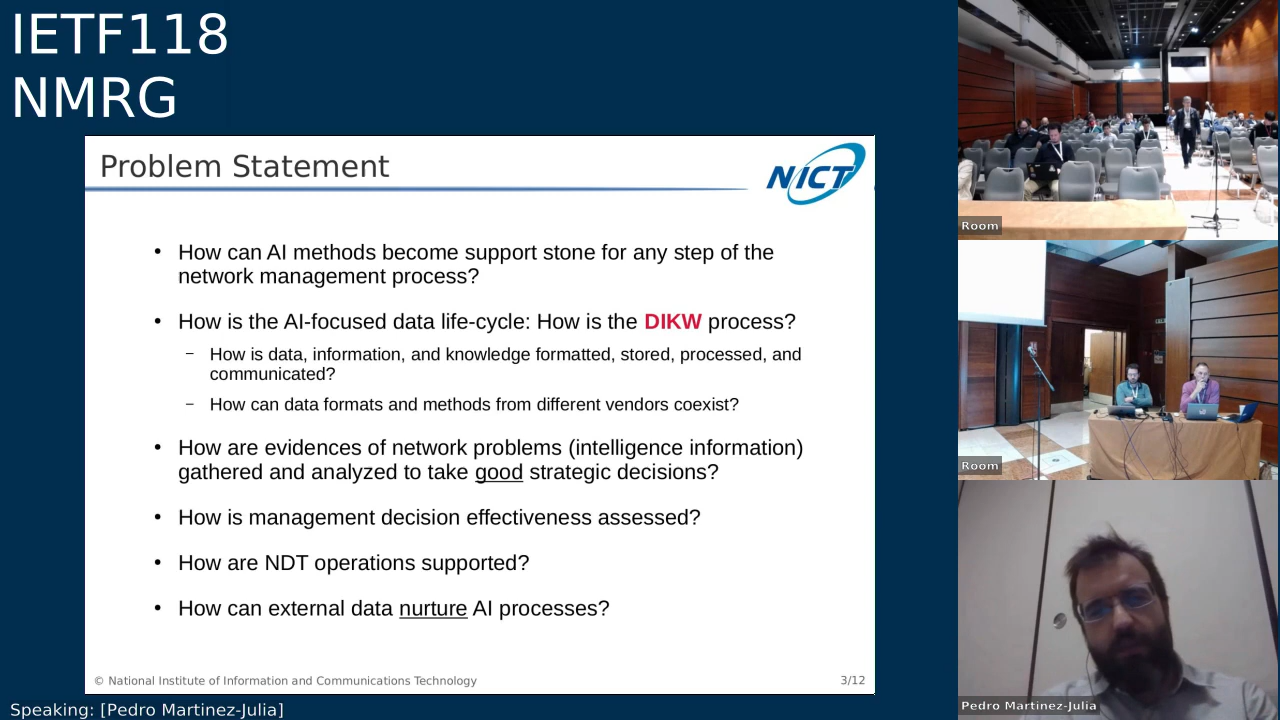 IETF118
NMRG
Problem Statement
NICT
• How can AI methods become support stone for any step of the
network management process?
• How is the AI-focused data life-cycle: How is the DIKW process?
– How is data, information, and knowledge formatted, stored, processed, and
communicated?
– How can data formats and methods from different vendors coexist?
• How are evidences of network problems (intelligence information)
gathered and analyzed to take good strategic decisions?
• How is management decision effectiveness assessed?
• How are NDT operations supported?
• How can external data nurture AI processes?
© National Institute of Information and Communications Technology
3/12
Speaking: [Pedro Martinez-Julia]
Room
Room
Pedro Martinez-Julia